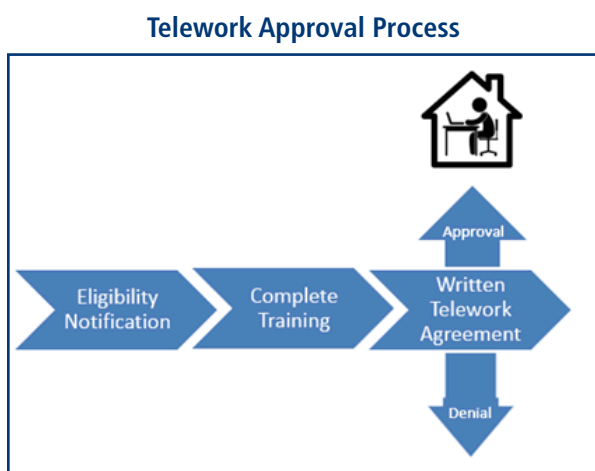 Telework Approval Process
Approval
Eligibility
Notification
Complete
Training
Written
Telework
Agreement
Denial